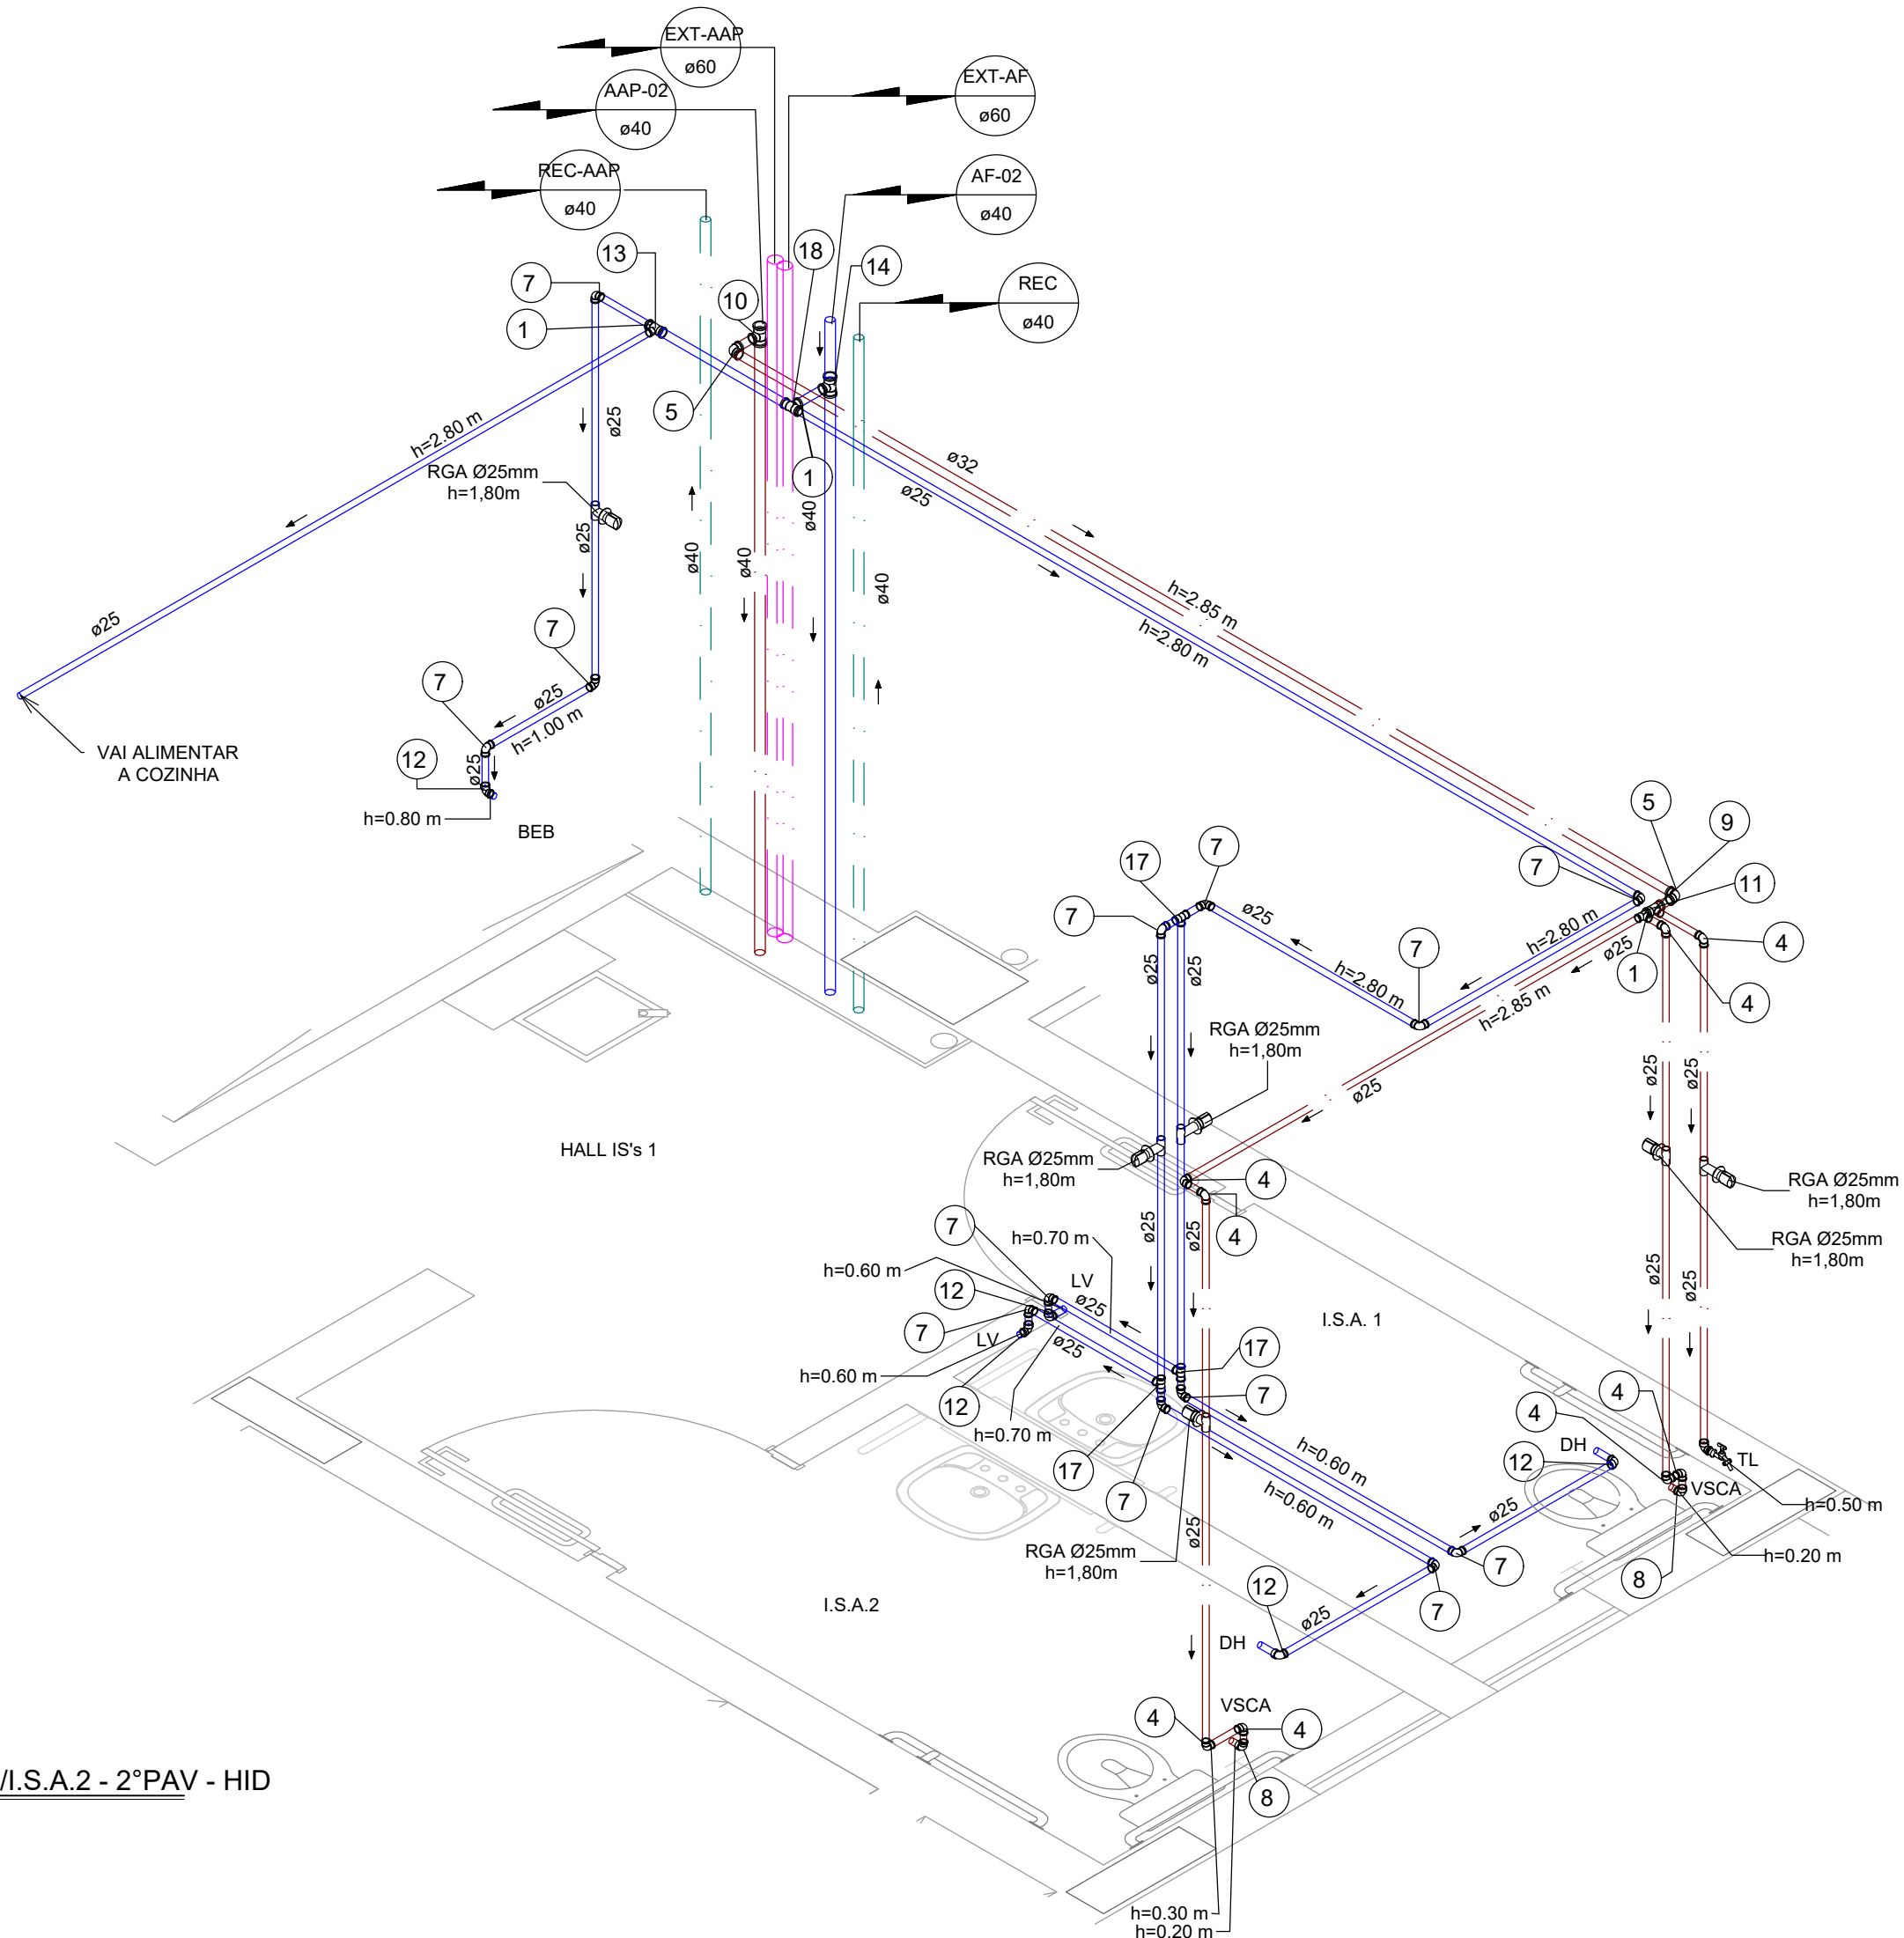 EXT-AAP
ø60
AAP-02
ø40
EXT-AF
ø60
REC-AAP
ø40
AF-02
ø40
13
18
14
REC
ø40
7
10
1
5
h=2.80 m
ø25
RGA Ø25mm
h=1,80m
1
ø32
ø25
ø40
ø25
ø40
ø40
ø40
h=2.85 m
h=2.80 m
ø25
7
7
ø25
h=1.00 m
VAI ALIMENTAR
A COZINHA
12
ø25
h=0.80 m
BEB
5
9
7
11
17
7
7
ø25
7
h=2.80 m
ø25
4
1
4
h=2.80 m
h=2.85 m
ø25
ø25
RGA Ø25mm
h=1,80m
ø25
ø25
ø25
HALL IS's 1
RGA Ø25mm
h=1,80m
4
RGA Ø25mm
h=1,80m
4
RGA Ø25mm
h=1,80m
7
h=0.70 m
ø25
ø25
ø25
ø25
h=0.60 m
12
LV
ø25
7
LV
ø25
I.S.A. 1
17
h=0.60 m
12
h=0.70 m
7
4
4
17
7
h=0.60 m
h=0.60 m
DH
12
TL
VSCA
h=0.50 m
ø25
ø25
RGA Ø25mm
h=1,80m
7
h=0.20 m
8
12
7
I.S.A.2
ø25
DH
VSCA
4
4
8
/I.S.A.2 - 2°PAV - HID
h=0.30 m
h=0.20 m